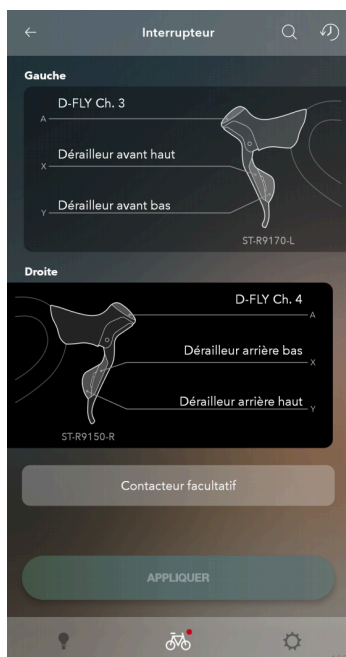 Interrupteur
Gauche
D-FLY Ch. 3
A
Dérailleur avant haut
X
Dérailleur avant bas
Y
ST-R9170-L
Droite
D-FLY Ch. 4
A
Dérailleur arrière bas
X
Dérailleur arrière haut
Y
ST-R9150-R
Contacteur facultatif
APPLIQUER